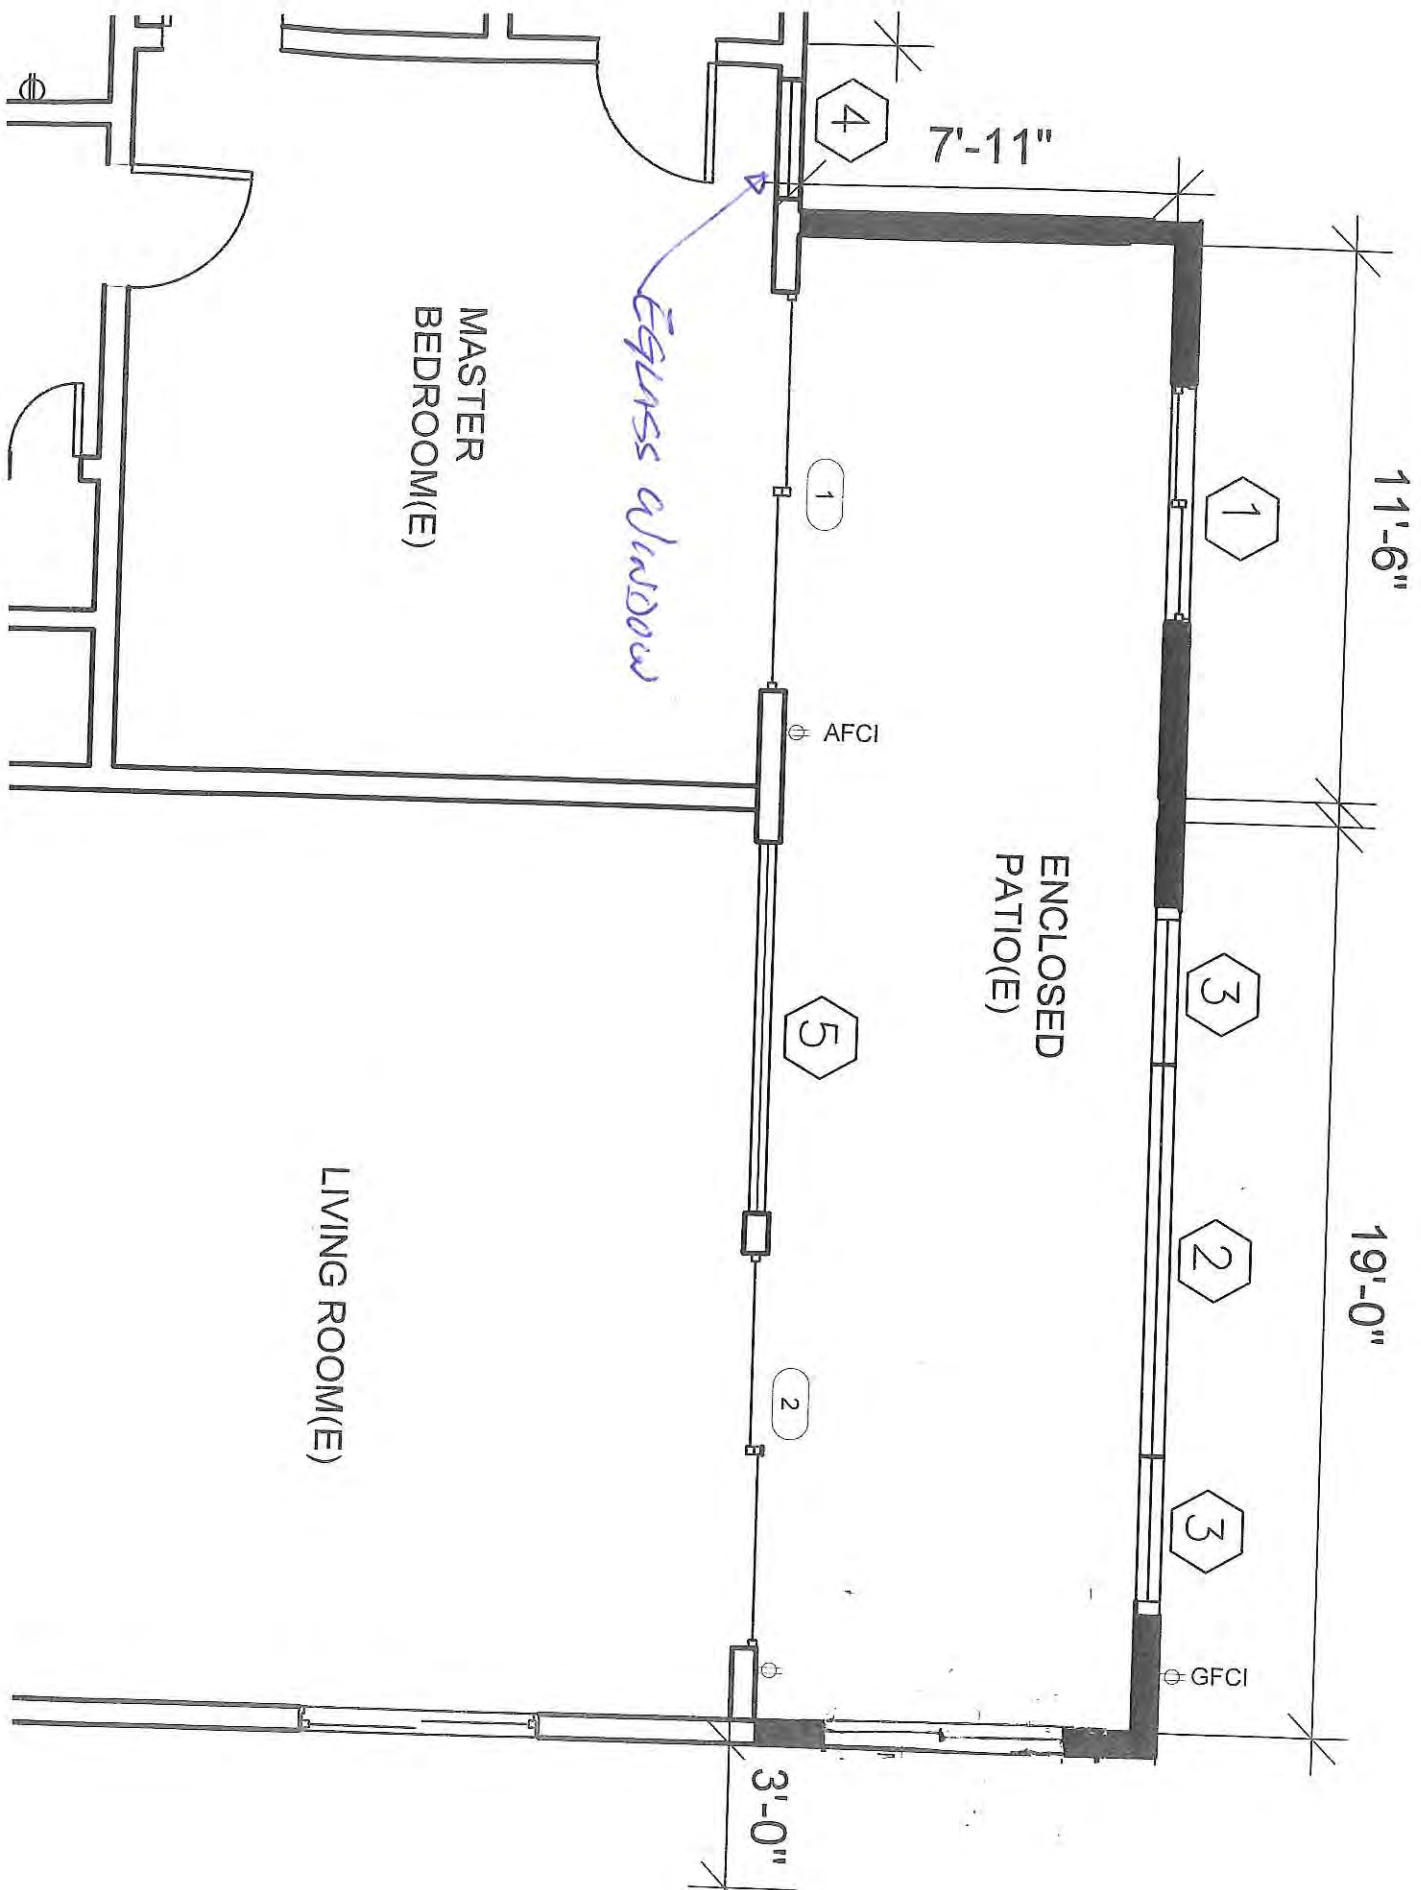 11'-6"
19'-0"
7'-11"
4
1
3
2
3
GFCI
ENCLOSED
PATIO(E)
1
AFCI
5
2
3'-0"
WINDOW
MASTER
BEDROOM(E)
LIVING ROOM(E)